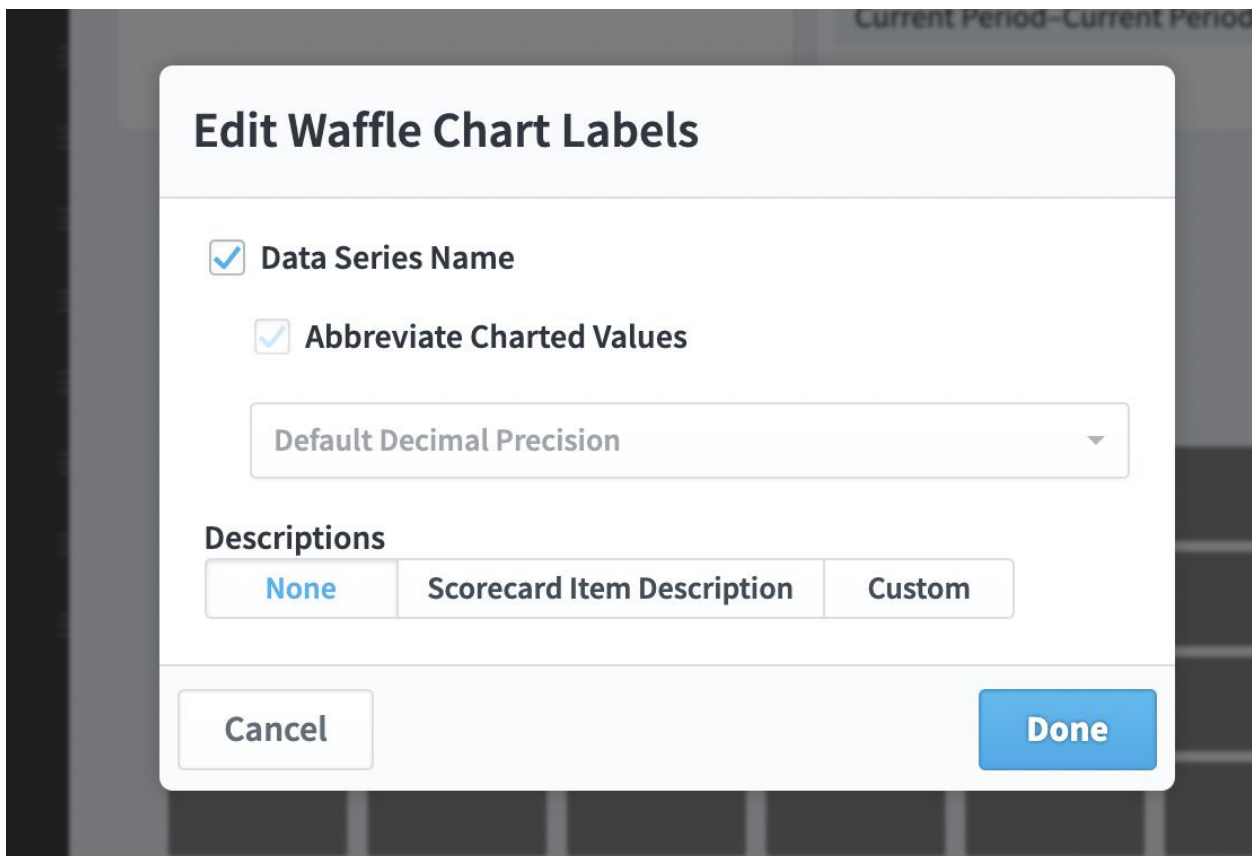 Current Period–Current Period
Edit Waffle Chart Labels
Data Series Name
Abbreviate Charted Values
Default Decimal Precision
Descriptions
None Scorecard Item Description Custom
Cancel Done